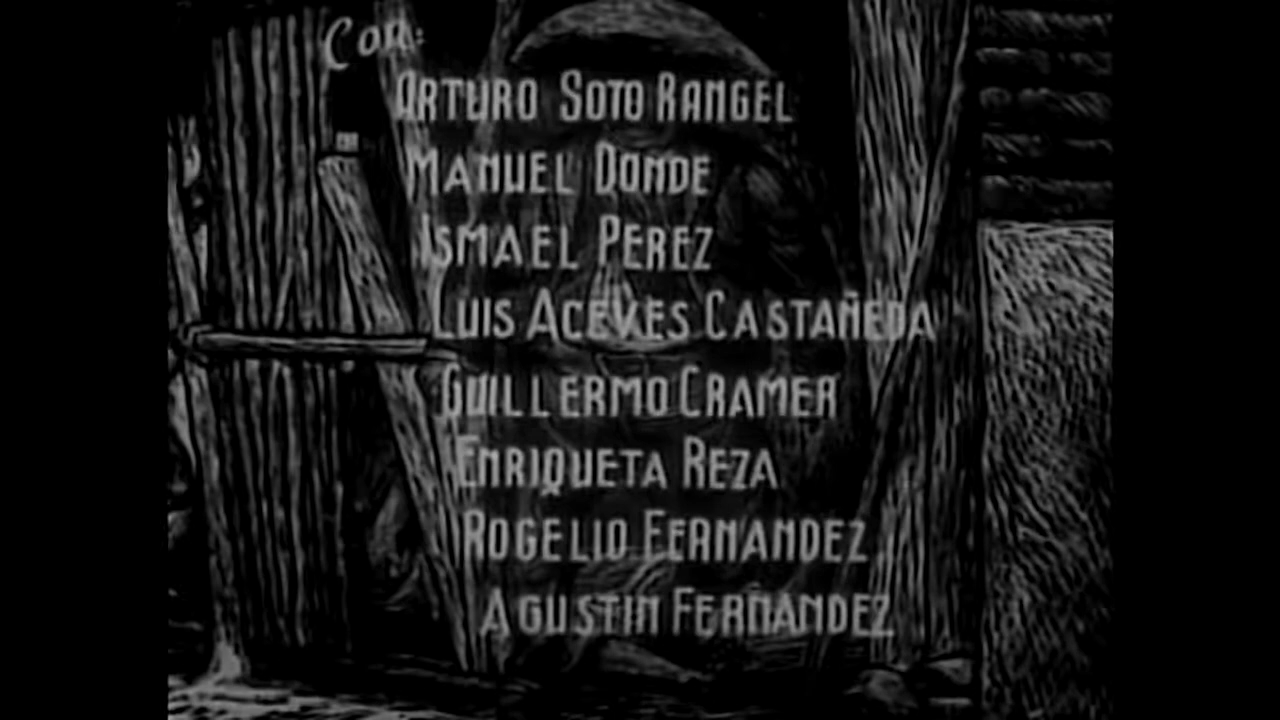 Con:
ARTURO SOTO RANGEL
MANUEL DONDE
ISMAEL PEREZ
LUIS ACEVES CASTAÑEDA
GUILLERMO CRAMER
ENRIQUETA REZA
ROGELIO FERNANDEZ
AGUSTIN FERNANDEZ